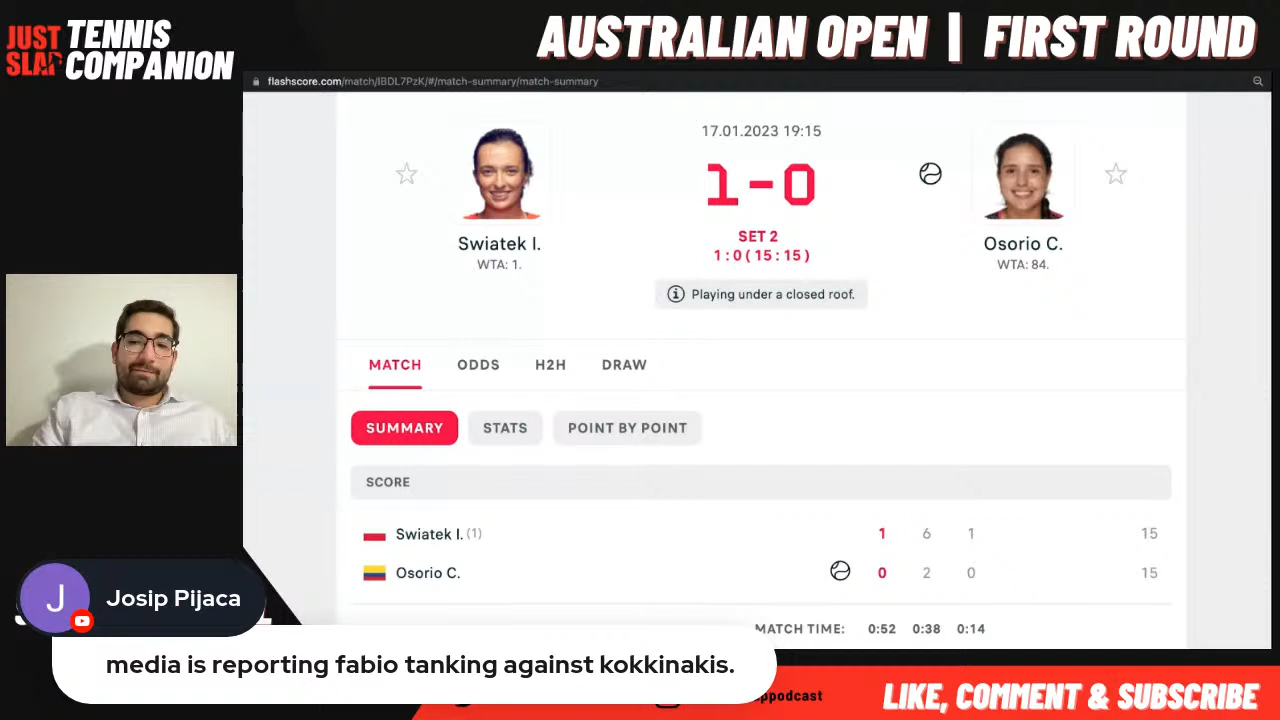 JUST TENNIS
SLAP COMPANION
AUSTRALIAN OPEN | FIRST ROUND
flashscore.com/match/IBDL7PzK/#/match-summary/match-summary
17.01.2023 19:15
1-0
Swiatek I.
WTA: 1.
SET 2
1 : 0 ( 15 : 15 )
Osorio C.
WTA: 84.
Playing under a closed roof.
MATCH ODDS H2H DRAW
SUMMARY STATS POINT BY POINT
SCORE
Swiatek I. (1) 1 6 1 15
Osorio C. 0 2 0 15
MATCH TIME: 0:52 0:38 0:14
J Josip Pijaca
media is reporting fabio tanking against kokkinakis.
LIKE, COMMENT & SUBSCRIBE